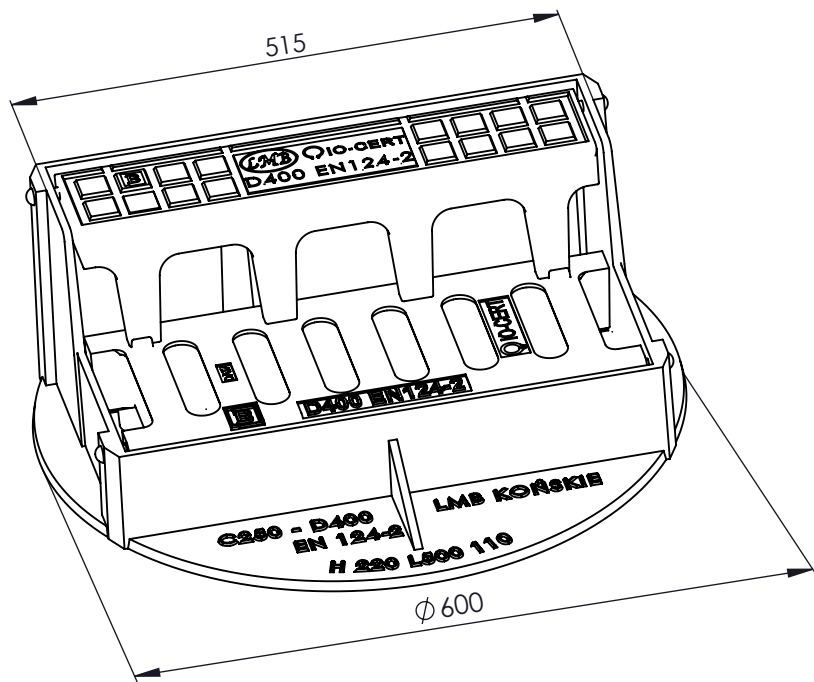 515
LMB IO-CERT
D400 EN124-2
IO-CERT
D400 EN124-2
C250 - D400
EN 124-2
LMB KOŃSKIE
H 220 L500 110
Ø600